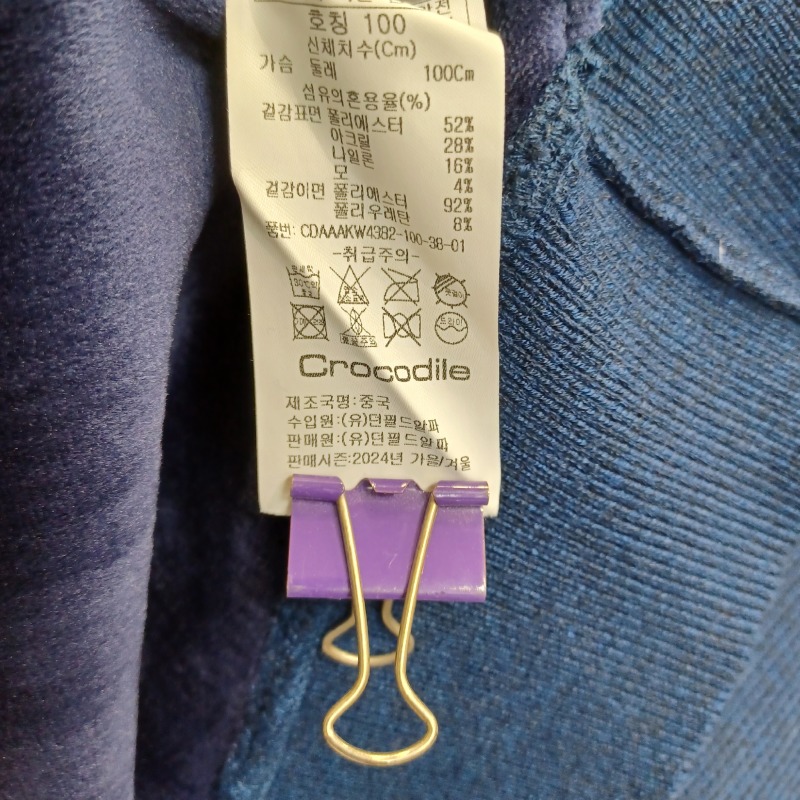 호칭 100
신체치수(Cm)
가슴 둘레 100Cm
섬유의혼용율(%)
겉감표면 폴리에스터 52%
아크릴 28%
나일론 16%
모 4%
겉감이면 폴리에스터 92%
폴리우레탄 8%
품번: CDAAAKW4382-100-38-01
-취급주의-
30℃
드라이
Crocodile
제조국명:중국
수입원:(유)던필드알파
판매원:(유)던필드알파
판매시즌:2024년 가을/겨울